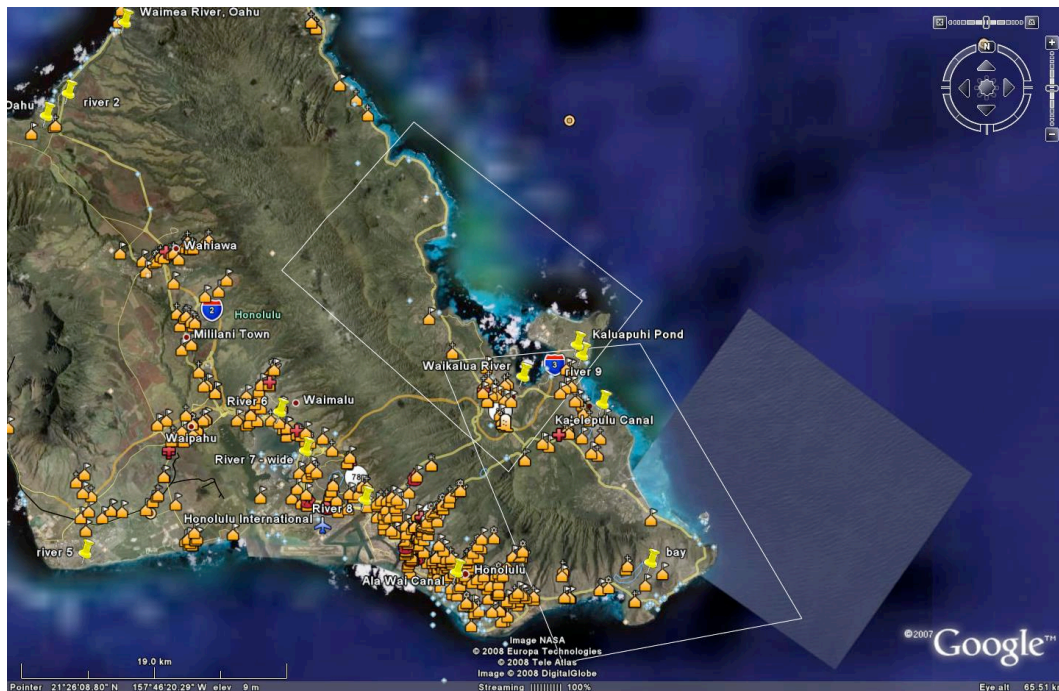 Waimea River, Oahu
N
river 2
Oahu
Wahiawa
2
Honolulu
Mililani Town
Kaluapuhi Pond
Waikalua River
3
river 9
River 6
Waimalu
Ka elepulu Canal
Waipahu
River 7 - wide
78
River 8
Honolulu International
river 5
bay
Ala Wai Canal
Honolulu
Image NASA
© 2008 Europa Technologies
© 2008 Tele Atlas
Image © 2008 DigitalGlobe
©2007 Google™
19.0 km
Pointer 21°26'08.80" N 157°46'20.29" W elev 9 m
Streaming |||||||||| 100%
Eye alt 65.51 k